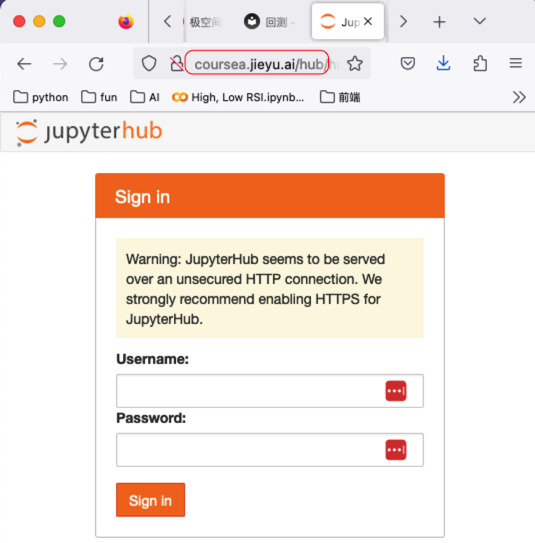 极空间
回测 -
Jup
coursea.jieyu.ai/hub/
python
fun
AI
High, Low RSI.ipynb...
前端
jupyterhub
Sign in
Warning: JupyterHub seems to be served
over an unsecured HTTP connection. We
strongly recommend enabling HTTPS for
JupyterHub.
Username:
Password:
Sign in